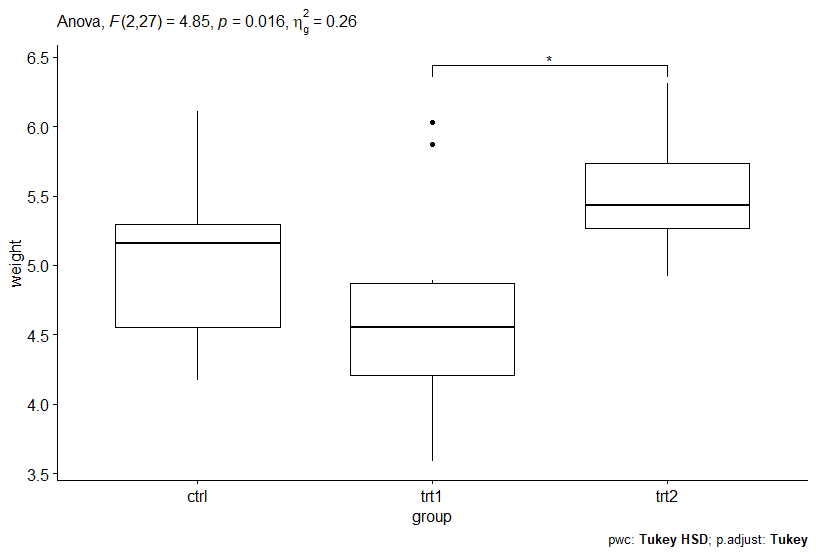 Anova, F(2,27) = 4.85, p = 0.016, η²g = 0.26
*
6.5
6.0
5.5
5.0
4.5
4.0
3.5
weight
ctrl trt1 trt2
group
pwc: Tukey HSD; p.adjust: Tukey